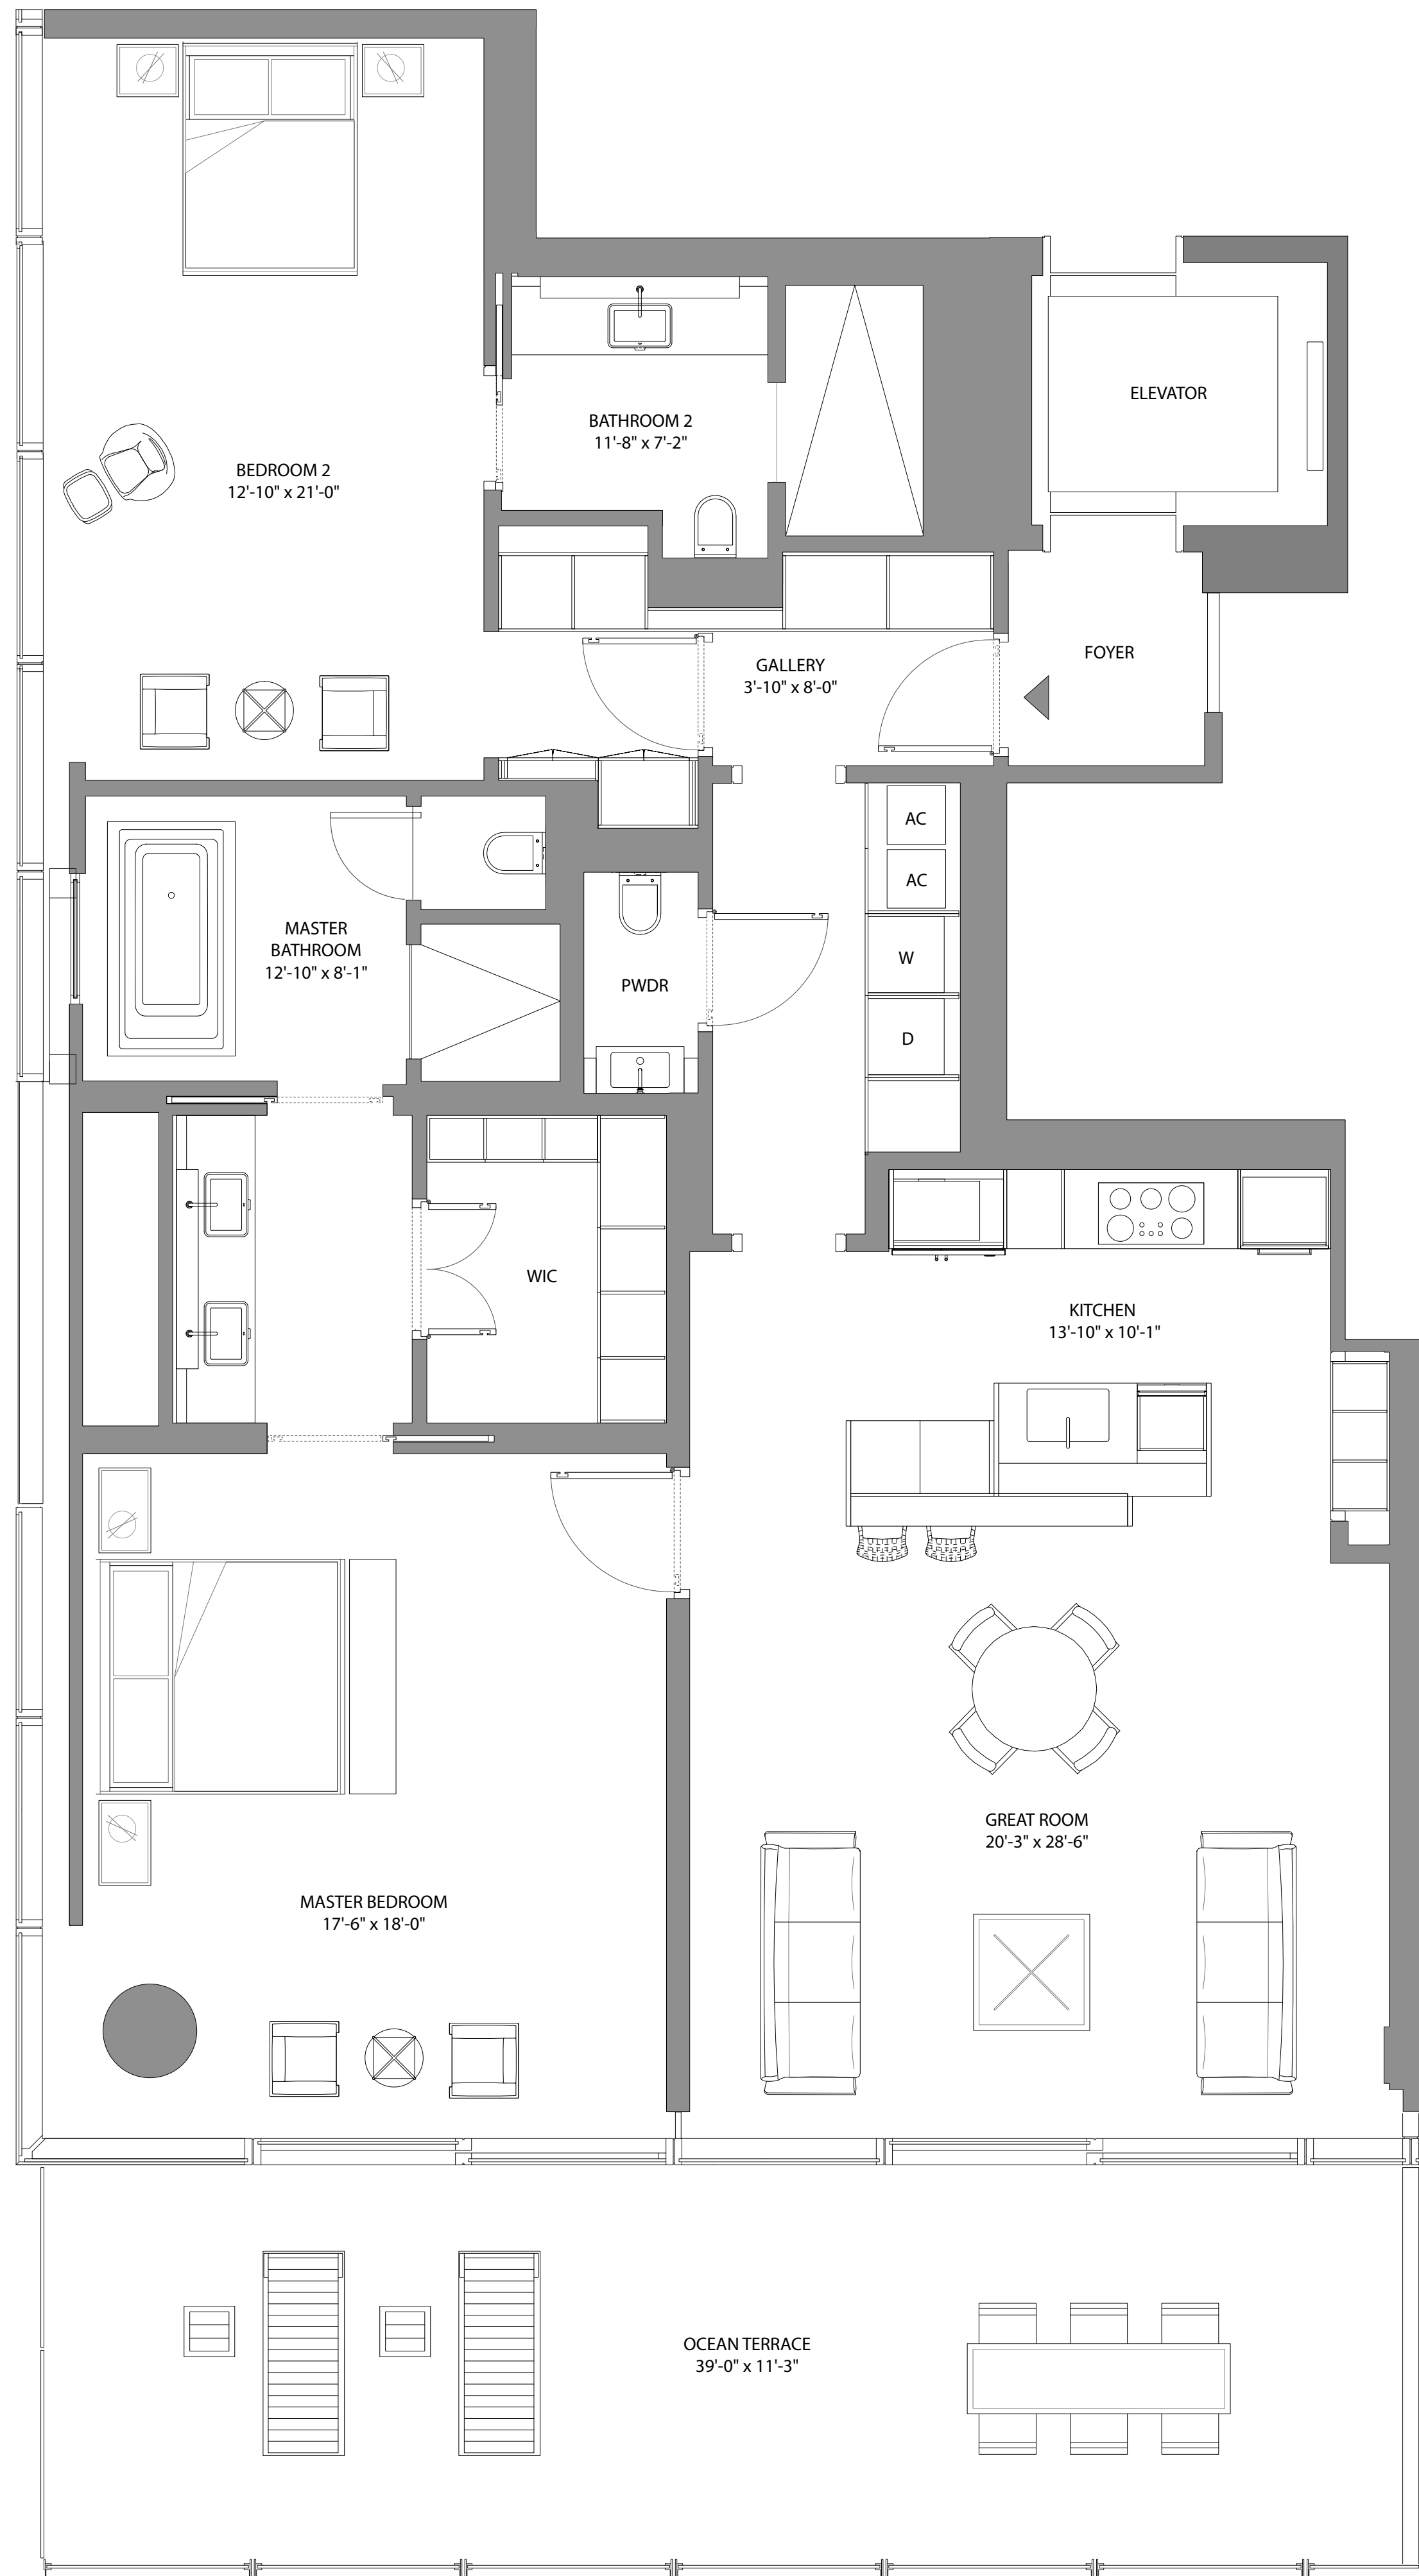 ELEVATOR
BATHROOM 2
11'-8" x 7'-2"
BEDROOM 2
12'-10" x 21'-0"
FOYER
GALLERY
3'-10" x 8'-0"
AC
AC
MASTER
BATHROOM
12'-10" x 8'-1"
W
PWDR
D
WIC
KITCHEN
13'-10" x 10'-1"
GREAT ROOM
20'-3" x 28'-6"
MASTER BEDROOM
17'-6" x 18'-0"
OCEAN TERRACE
39'-0" x 11'-3"